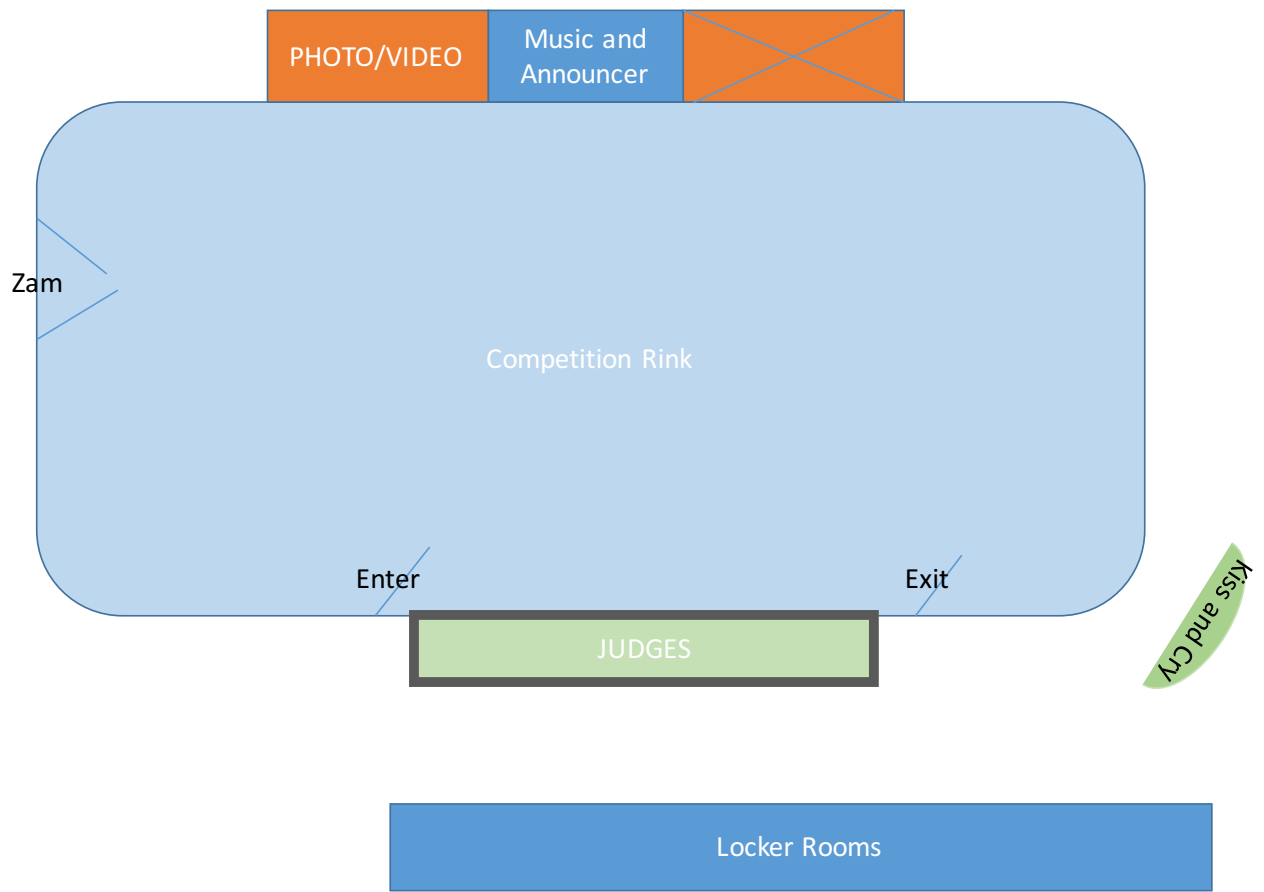 PHOTO/VIDEO
Music and
Announcer
Zam
Competition Rink
Enter
Exit
Kiss and Cry
JUDGES
Locker Rooms